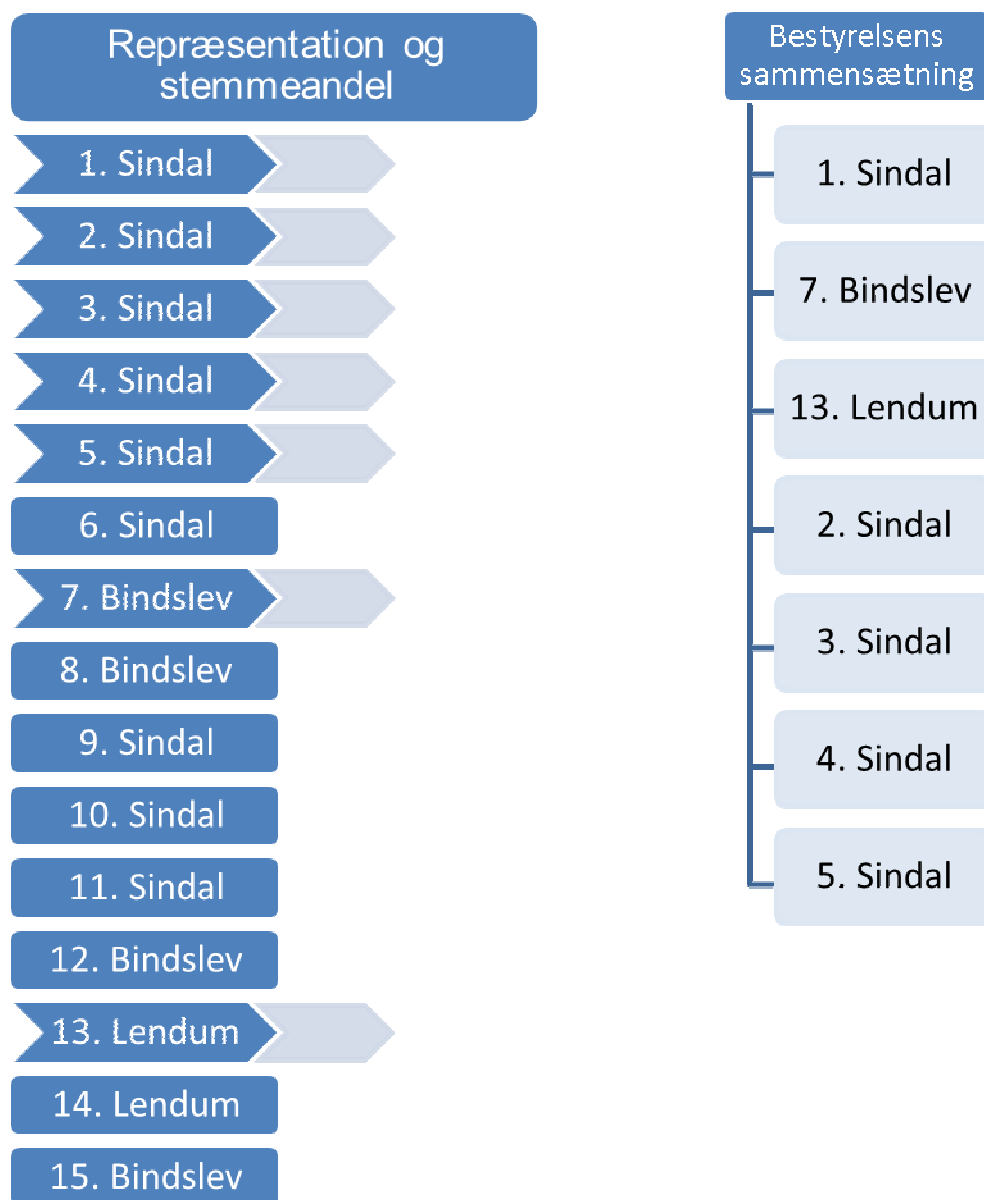 Repræsentation og
stemmeandel
1. Sindal
2. Sindal
3. Sindal
4. Sindal
5. Sindal
6. Sindal
7. Bindslev
8. Bindslev
9. Sindal
10. Sindal
11. Sindal
12. Bindslev
13. Lendum
14. Lendum
15. Bindslev
Bestyrelsens
sammensætning
1. Sindal
7. Bindslev
13. Lendum
2. Sindal
3. Sindal
4. Sindal
5. Sindal